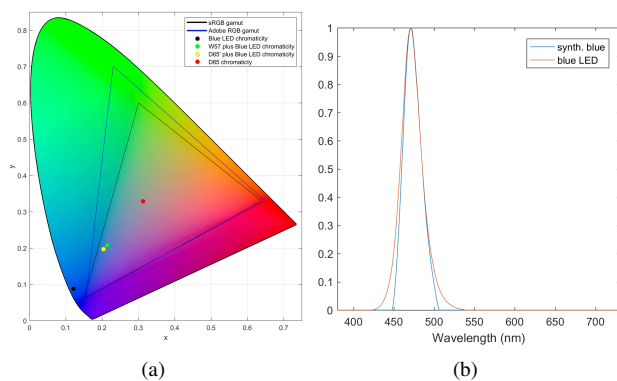 sRGB gamut
Adobe RGB gamut
Blue LED chromaticity
W57 plus Blue LED chromaticity
D65' plus Blue LED chromaticity
D65 chromaticty
0.8
0.7
0.6
0.5
0.4
0.3
0.2
0.1
0
y
0 0.1 0.2 0.3 0.4 0.5 0.6 0.7
x
(a)
synth. blue
blue LED
1
0.9
0.8
0.7
0.6
0.5
0.4
0.3
0.2
0.1
0
400 450 500 550 600 650 700
Wavelength (nm)
(b)